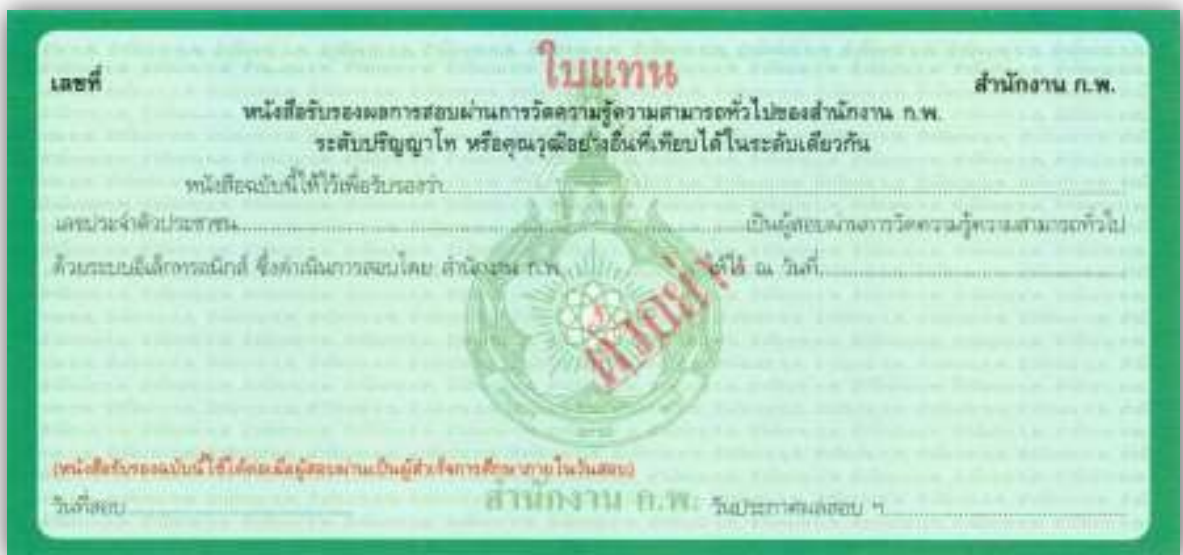 ใบแทน
เลขที่
สำนักงาน ก.พ.
หนังสือรับรองผลการสอบผ่านการวัดความรู้ความสามารถทั่วไปของสำนักงาน ก.พ.
ระดับปริญญาโท หรือคุณวุฒิอย่างอื่นที่เทียบได้ในระดับเดียวกัน
หนังสือฉบับนี้ให้ไว้เพื่อรับรองว่า
เลขประจำตัวประชาชน เป็นผู้สอบผ่านการวัดความรู้ความสามารถทั่วไป
ด้วยระบบอิเล็กทรอนิกส์ ซึ่งดำเนินการสอบโดย สำนักงาน ก.พ. ให้ไว้ ณ วันที่
ตัวอย่าง
(หนังสือรับรองฉบับนี้ใช้ได้ต่อเมื่อผู้สอบผ่านเป็นผู้สำเร็จการศึกษาภายในวันสอบ)
สำนักงาน ก.พ.
วันที่สอบ วันประกาศผลสอบ ฯ